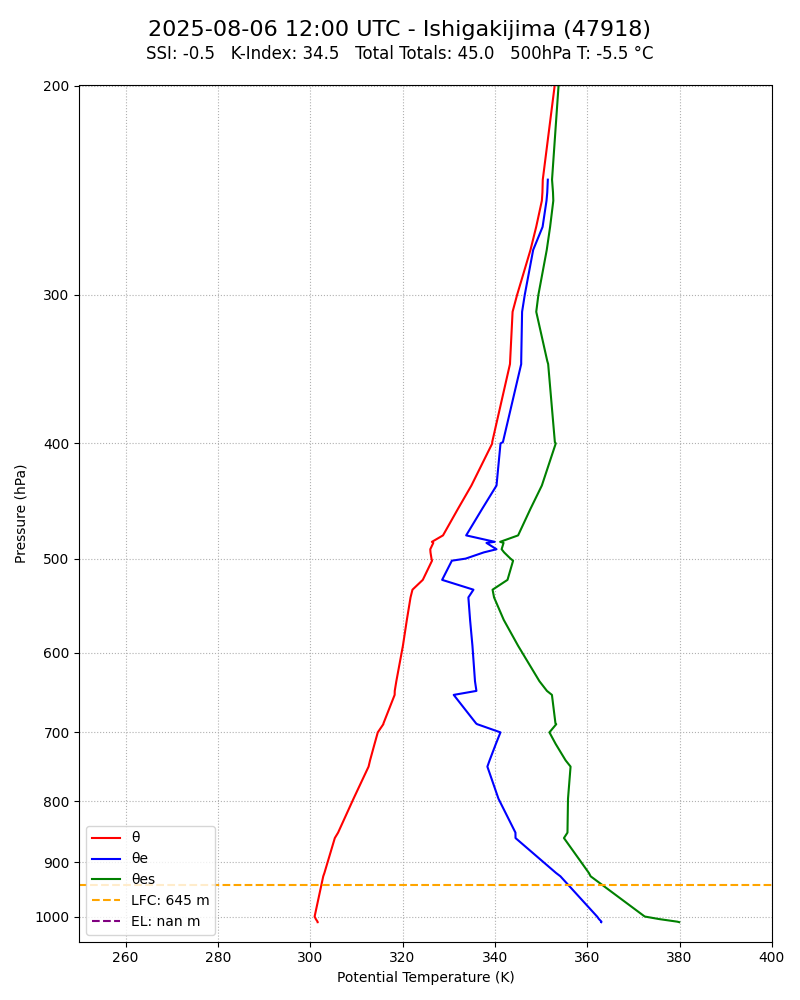 2025-08-06 12:00 UTC - Ishigakijima (47918)
SSI: -0.5 K-Index: 34.5 Total Totals: 45.0 500hPa T: -5.5 °C
200
300
400
500
600
700
800
900
1000
Pressure (hPa)
θ
θe
θes
LFC: 645 m
EL: nan m
260 280 300 320 340 360 380 400
Potential Temperature (K)